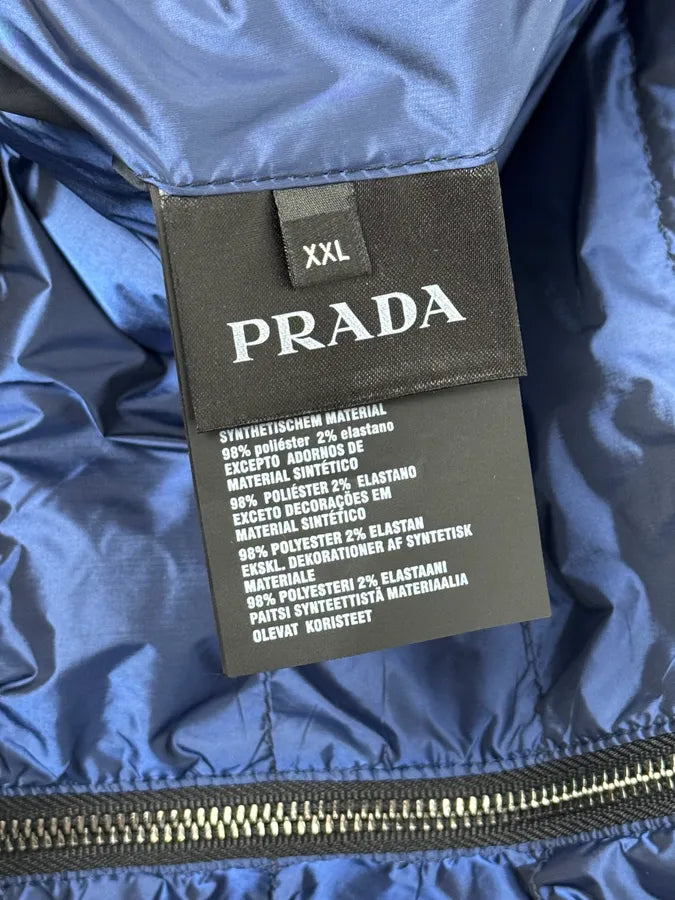 XXL
PRADA
SYNTHETISCHEM MATERIAL
98% poliéster 2% elastano
EXCEPTO ADORNOS DE
MATERIAL SINTÉTICO
98% POLIÉSTER 2% ELASTANO
EXCETO DECORAÇÕES EM
MATERIAL SINTÉTICO
98% POLYESTER 2% ELASTAN
EKSKL. DEKORATIONER AF SYNTETISK
MATERIALE
98% POLYESTERI 2% ELASTAANI
PAITSI SYNTEETTISTÄ MATERIAALIA
OLEVAT KORISTEET